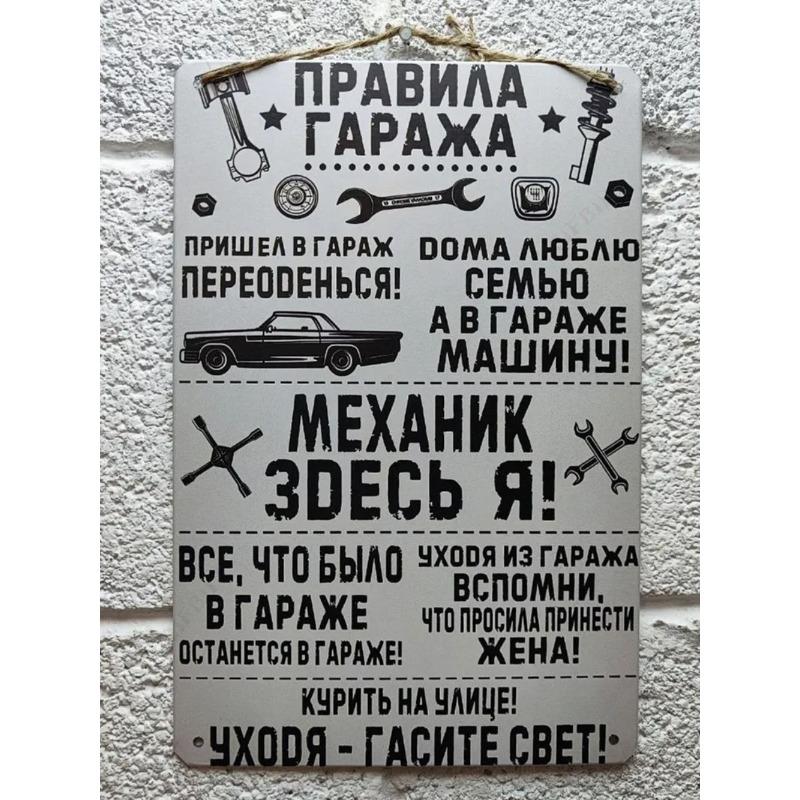 ПРАВИЛА
ГАРАЖА
ПРИШЕЛ В ГАРАЖ
ПЕРЕОДЕНЬСЯ!
ДОМА ЛЮБЛЮ
СЕМЬЮ
А В ГАРАЖЕ
МАШИНУ!
МЕХАНИК
ЗДЕСЬ Я!
ВСЕ, ЧТО БЫЛО
В ГАРАЖЕ
ОСТАНЕТСЯ В ГАРАЖЕ!
УХОДЯ ИЗ ГАРАЖА
ВСПОМНИ,
ЧТО ПРОСИЛА ПРИНЕСТИ
ЖЕНА!
КУРИТЬ НА УЛИЦЕ!
УХОДЯ - ГАСИТЕ СВЕТ!